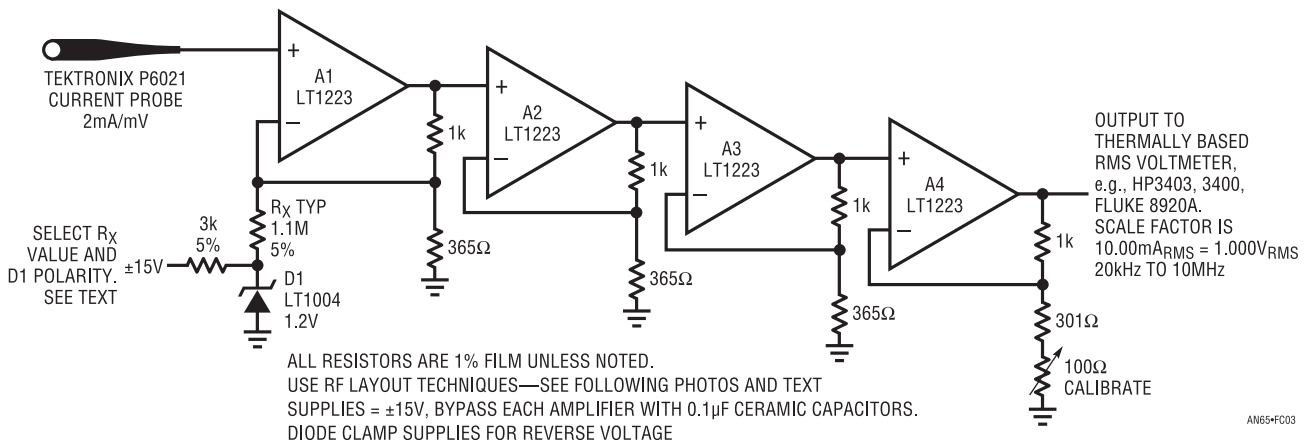 TEKTRONIX P6021
CURRENT PROBE
2mA/mV
+
A1
LT1223
–
1k
365Ω
RX TYP
1.1M
5%
3k
5%
SELECT RX
VALUE AND
D1 POLARITY.
SEE TEXT
±15V
D1
LT1004
1.2V
+
A2
LT1223
–
1k
365Ω
+
A3
LT1223
–
1k
365Ω
+
A4
LT1223
–
1k
301Ω
100Ω
CALIBRATE
OUTPUT TO
THERMALLY BASED
RMS VOLTMETER,
e.g., HP3403, 3400,
FLUKE 8920A.
SCALE FACTOR IS
10.00mARMS = 1.000VRMS
20kHz TO 10MHz
ALL RESISTORS ARE 1% FILM UNLESS NOTED.
USE RF LAYOUT TECHNIQUES—SEE FOLLOWING PHOTOS AND TEXT
SUPPLIES = ±15V, BYPASS EACH AMPLIFIER WITH 0.1µF CERAMIC CAPACITORS.
DIODE CLAMP SUPPLIES FOR REVERSE VOLTAGE
AN65•FC03